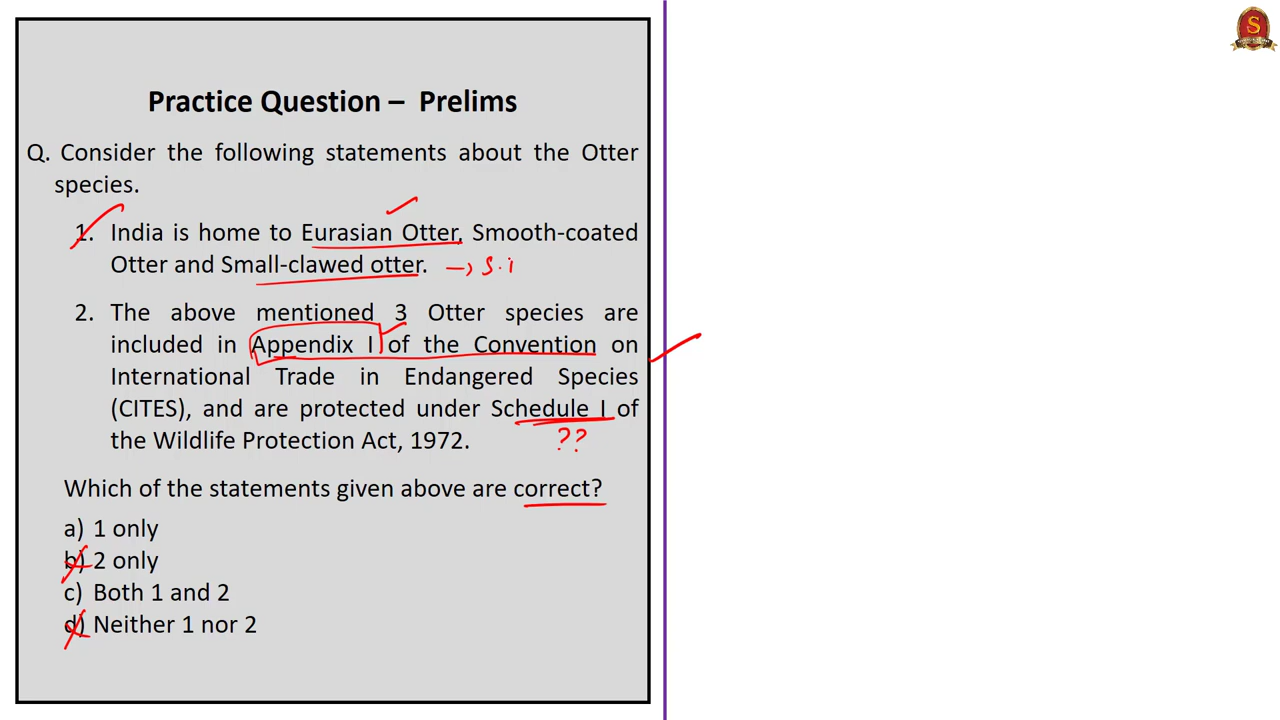 S
Practice Question – Prelims
Q. Consider the following statements about the Otter
species.
1. India is home to Eurasian Otter, Smooth-coated
Otter and Small-clawed otter. → S.I
2. The above mentioned 3 Otter species are
included in Appendix I of the Convention on
International Trade in Endangered Species
(CITES), and are protected under Schedule I of
the Wildlife Protection Act, 1972. ??
Which of the statements given above are correct?
a) 1 only
b) 2 only
c) Both 1 and 2
d) Neither 1 nor 2